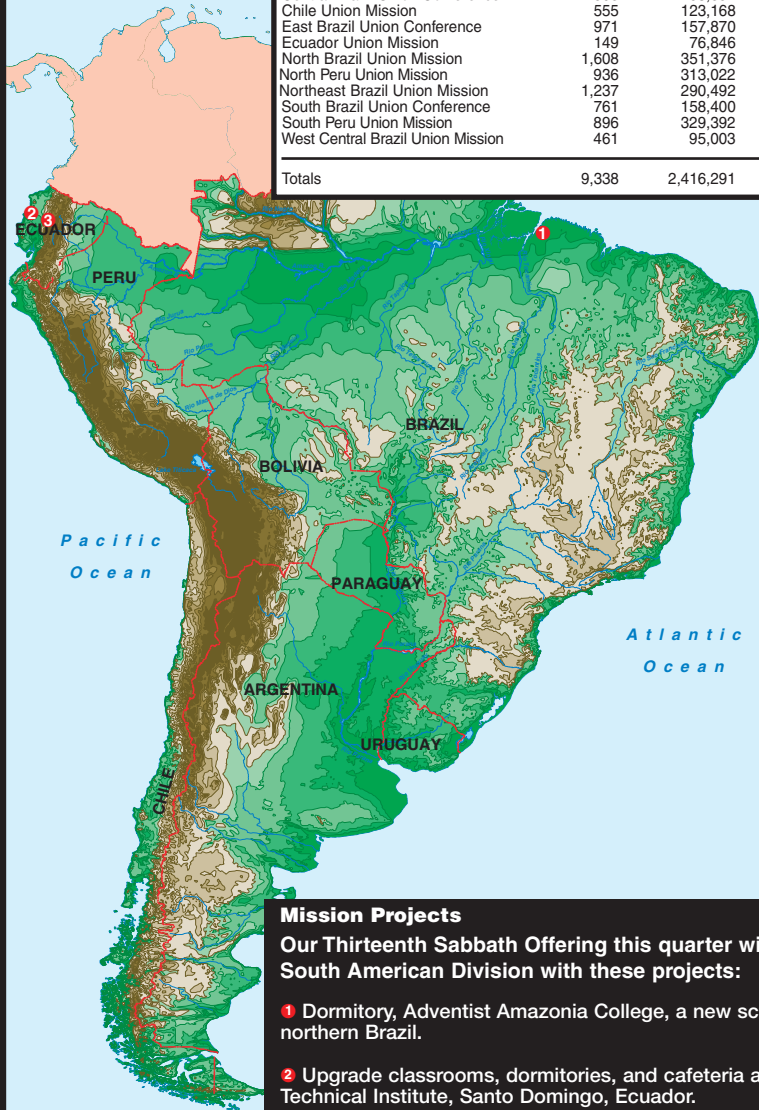 Chile Union Mission 555 123,168
East Brazil Union Conference 971 157,870
Ecuador Union Mission 149 76,846
North Brazil Union Mission 1,608 351,376
North Peru Union Mission 936 313,022
Northeast Brazil Union Mission 1,237 290,492
South Brazil Union Conference 761 158,400
South Peru Union Mission 896 329,392
West Central Brazil Union Mission 461 95,003
Totals 9,338 2,416,291
2
3
1
ECUADOR
PERU
BRAZIL
BOLIVIA
Pacific
Ocean
PARAGUAY
Atlantic
Ocean
ARGENTINA
URUGUAY
CHILE
Mission Projects
Our Thirteenth Sabbath Offering this quarter wi
South American Division with these projects:
1 Dormitory, Adventist Amazonia College, a new sc
northern Brazil.
2 Upgrade classrooms, dormitories, and cafeteria a
Technical Institute, Santo Domingo, Ecuador.